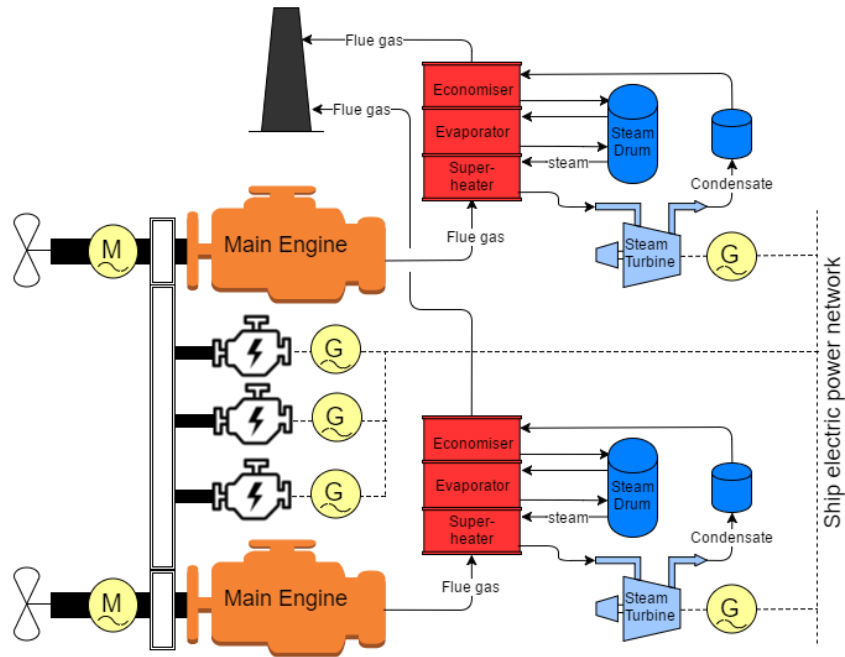 Flue gas
Flue gas
Economiser
Evaporator
Super-
heater
Steam
Drum
steam
Condensate
Flue gas
M
Main Engine
Steam
Turbine
G
G
G
G
Ship electric power network
Economiser
Evaporator
Super-
heater
Steam
Drum
steam
Condensate
Flue gas
M
Main Engine
Steam
Turbine
G